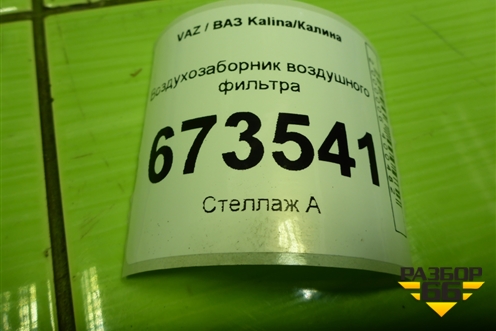 VAZ / ВАЗ Kalina/Калина
Воздухозаборник воздушного
фильтра
673541
Стеллаж А
РАЗБОР
66